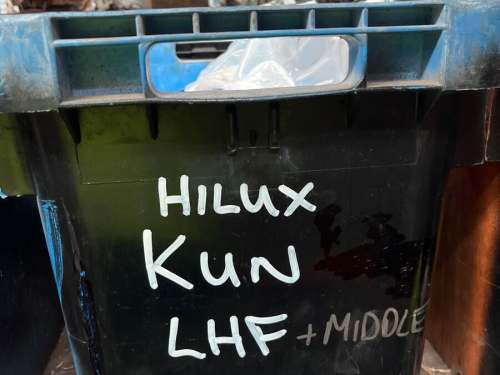 HILUX
KUN
LHF + MIDDLE